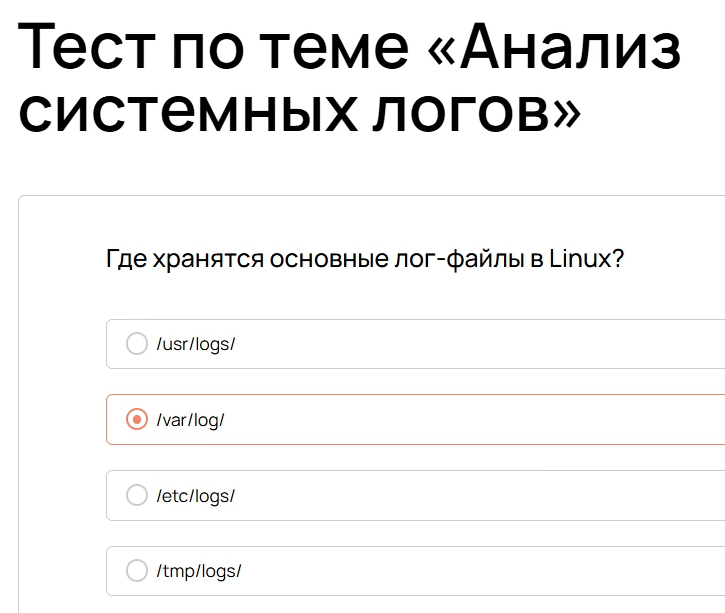 Тест по теме «Анализ
системных логов»
Где хранятся основные лог-файлы в Linux?
/usr/logs/
/var/log/
/etc/logs/
/tmp/logs/